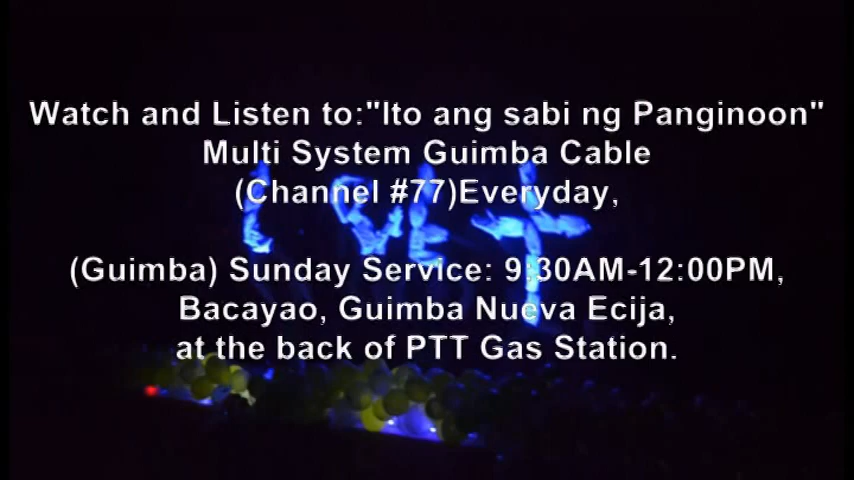 Watch and Listen to:"Ito ang sabi ng Panginoon"
Multi System Guimba Cable
(Channel #77)Everyday,
(Guimba) Sunday Service: 9:30AM-12:00PM,
Bacayao, Guimba Nueva Ecija,
at the back of PTT Gas Station.